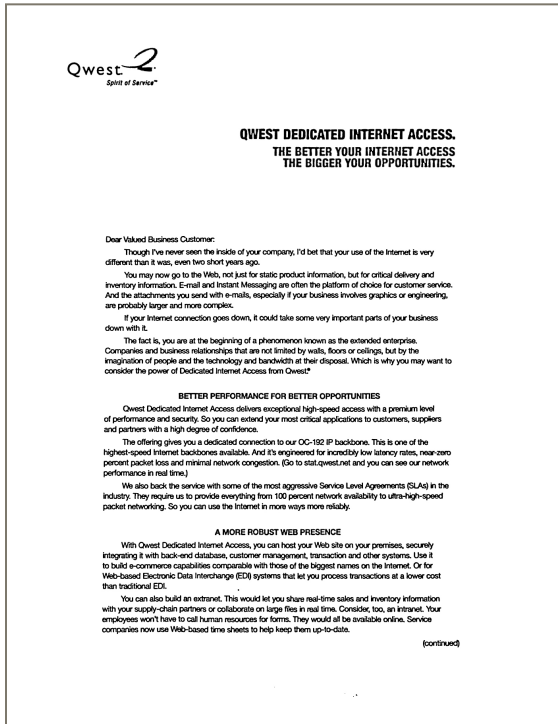 Qwest.
Spirit of Service™
QWEST DEDICATED INTERNET ACCESS.
THE BETTER YOUR INTERNET ACCESS
THE BIGGER YOUR OPPORTUNITIES.
Dear Valued Business Customer:
Though I've never seen the inside of your company, I'd bet that your use of the Internet is very
different than it was, even two short years ago.
You may now go to the Web, not just for static product information, but for critical delivery and
inventory information. E-mail and Instant Messaging are often the platform of choice for customer service.
And the attachments you send with e-mails, especially if your business involves graphics or engineering,
are probably larger and more complex.
If your Internet connection goes down, it could take some very important parts of your business
down with it.
The fact is, you are at the beginning of a phenomenon known as the extended enterprise.
Companies and business relationships that are not limited by walls, floors or ceilings, but by the
imagination of people and the technology and bandwidth at their disposal. Which is why you may want to
consider the power of Dedicated Internet Access from Qwest.®
BETTER PERFORMANCE FOR BETTER OPPORTUNITIES
Qwest Dedicated Internet Access delivers exceptional high-speed access with a premium level
of performance and security. So you can extend your most critical applications to customers, suppliers
and partners with a high degree of confidence.
The offering gives you a dedicated connection to our OC-192 IP backbone. This is one of the
highest-speed Internet backbones available. And it's engineered for incredibly low latency rates, near-zero
percent packet loss and minimal network congestion. (Go to stat.qwest.net and you can see our network
performance in real time.)
We also back the service with some of the most aggressive Service Level Agreements (SLAs) in the
industry. They require us to provide everything from 100 percent network availability to ultra-high-speed
packet networking. So you can use the Internet in more ways more reliably.
A MORE ROBUST WEB PRESENCE
With Qwest Dedicated Internet Access, you can host your Web site on your premises, securely
integrating it with back-end database, customer management, transaction and other systems. Use it
to build e-commerce capabilities comparable with those of the biggest names on the Internet. Or for
Web-based Electronic Data Interchange (EDI) systems that let you process transactions at a lower cost
than traditional EDI.
You can also build an extranet. This would let you share real-time sales and inventory information
with your supply-chain partners or collaborate on large files in real time. Consider, too, an intranet. Your
employees won't have to call human resources for forms. They would all be available online. Service
companies now use Web-based time sheets to help keep them up-to-date.
(continued)